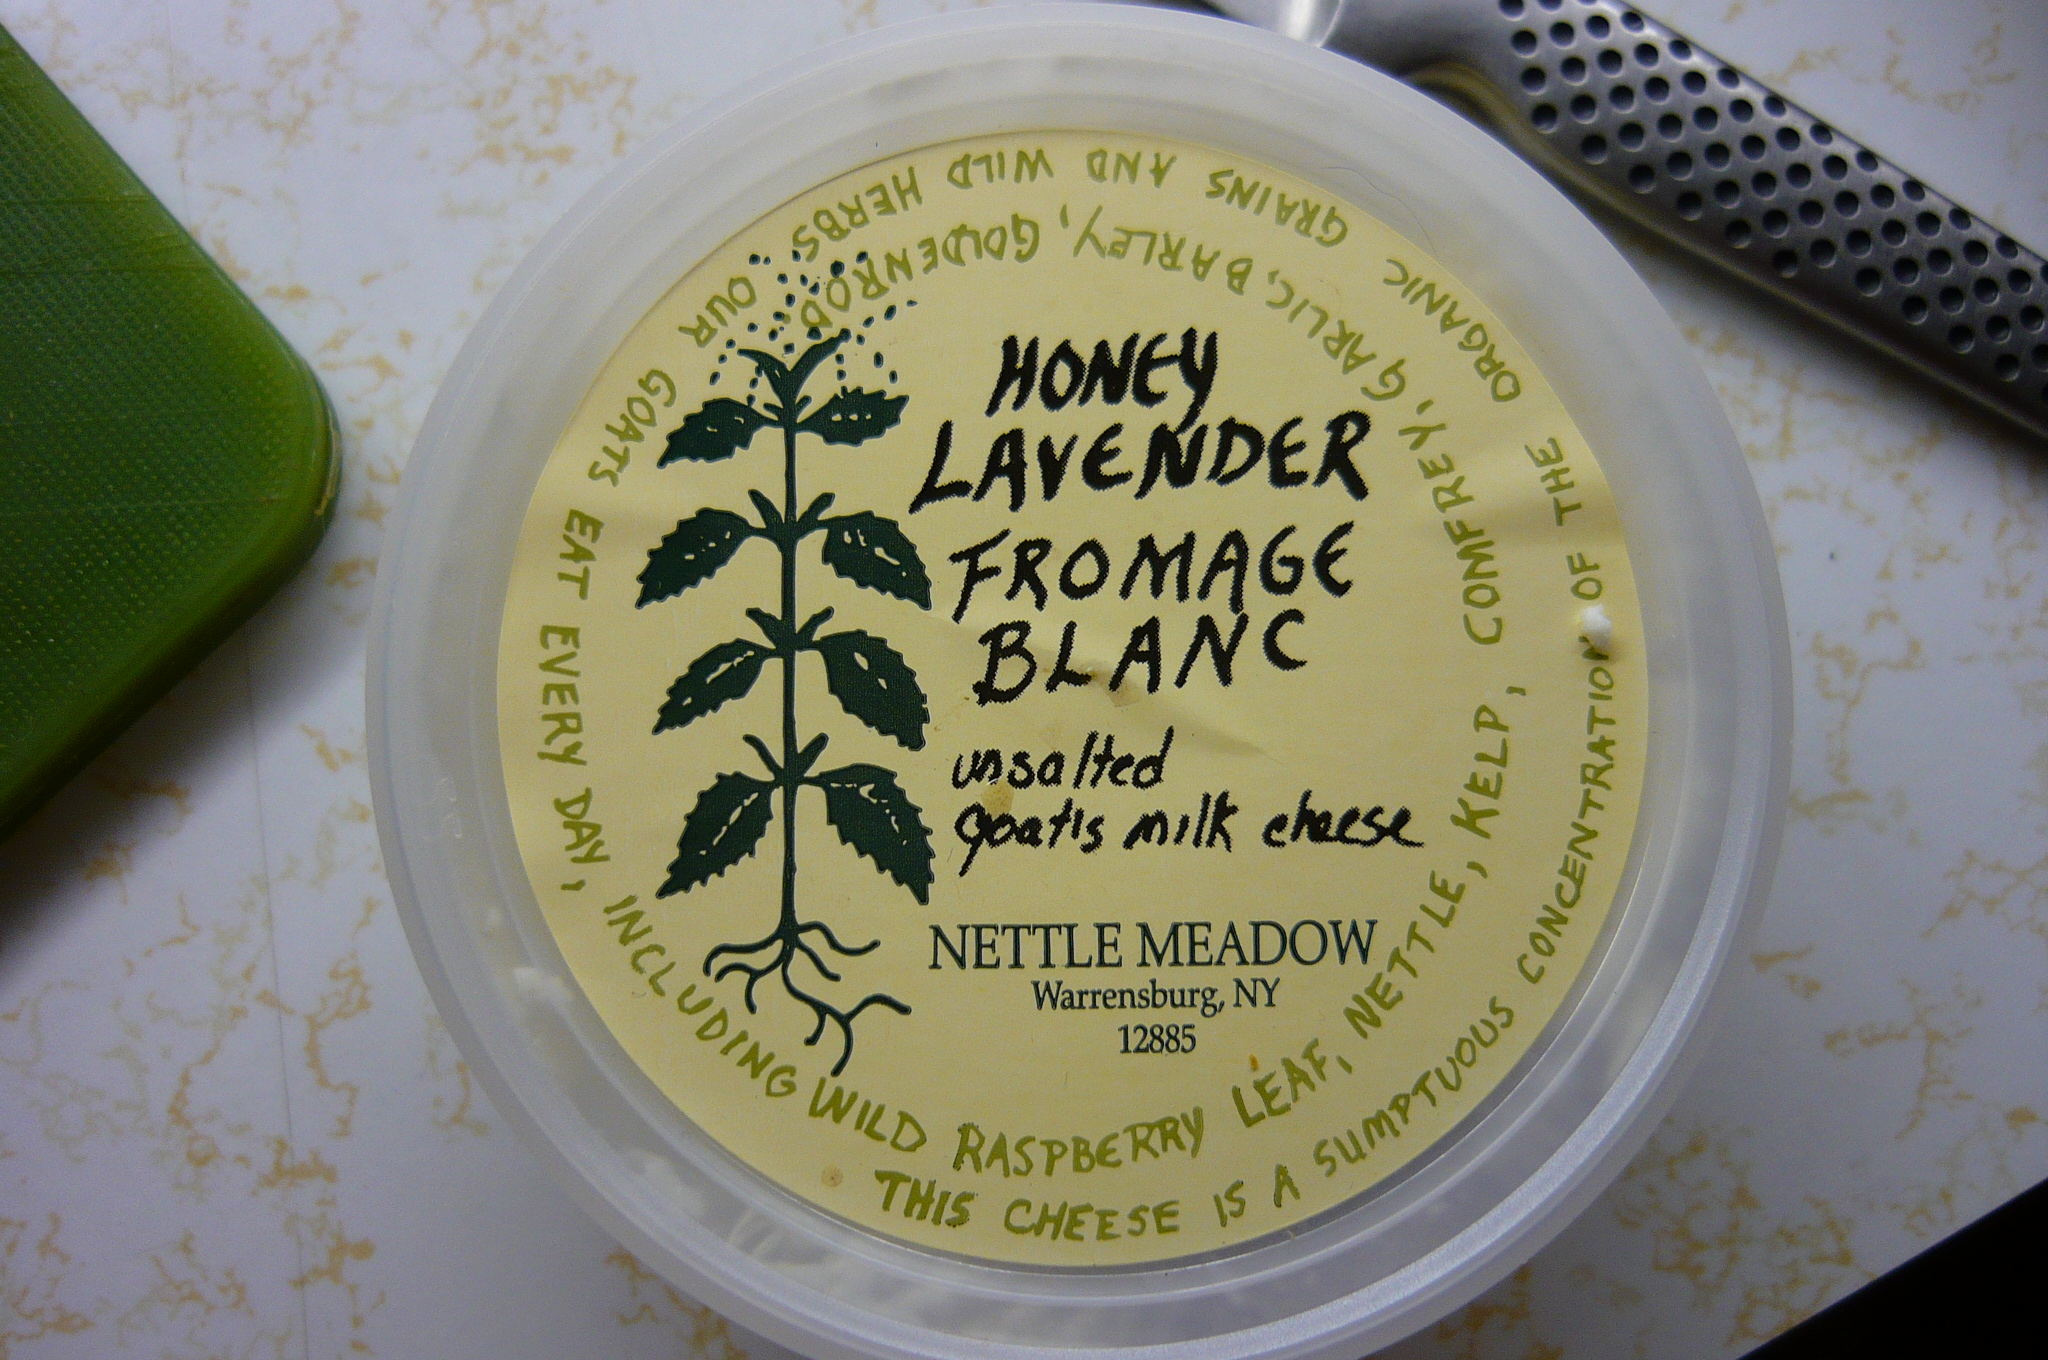 HONEY
LAVENDER
FROMAGE
BLANC
unsalted
goat's milk cheese
NETTLE MEADOW
Warrensburg, NY
12885
THIS CHEESE IS A SUMPTUOUS CONCENTRATION OF THE ORGANIC GRAINS AND WILD HERBS OUR GOATS EAT EVERY DAY, INCLUDING WILD RASPBERRY LEAF, NETTLE, KELP, COMFREY, GARLIC, BARLEY, GOLDENROD.